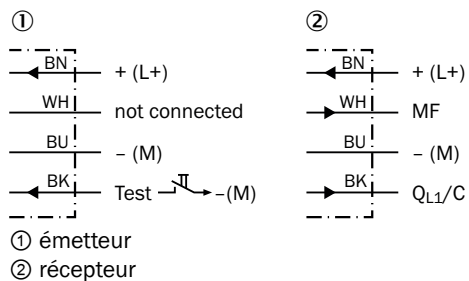 ① ②
BN + (L+) BN + (L+)
WH not connected WH MF
BU – (M) BU – (M)
BK Test –(M) BK QL1/C
① émetteur
② récepteur